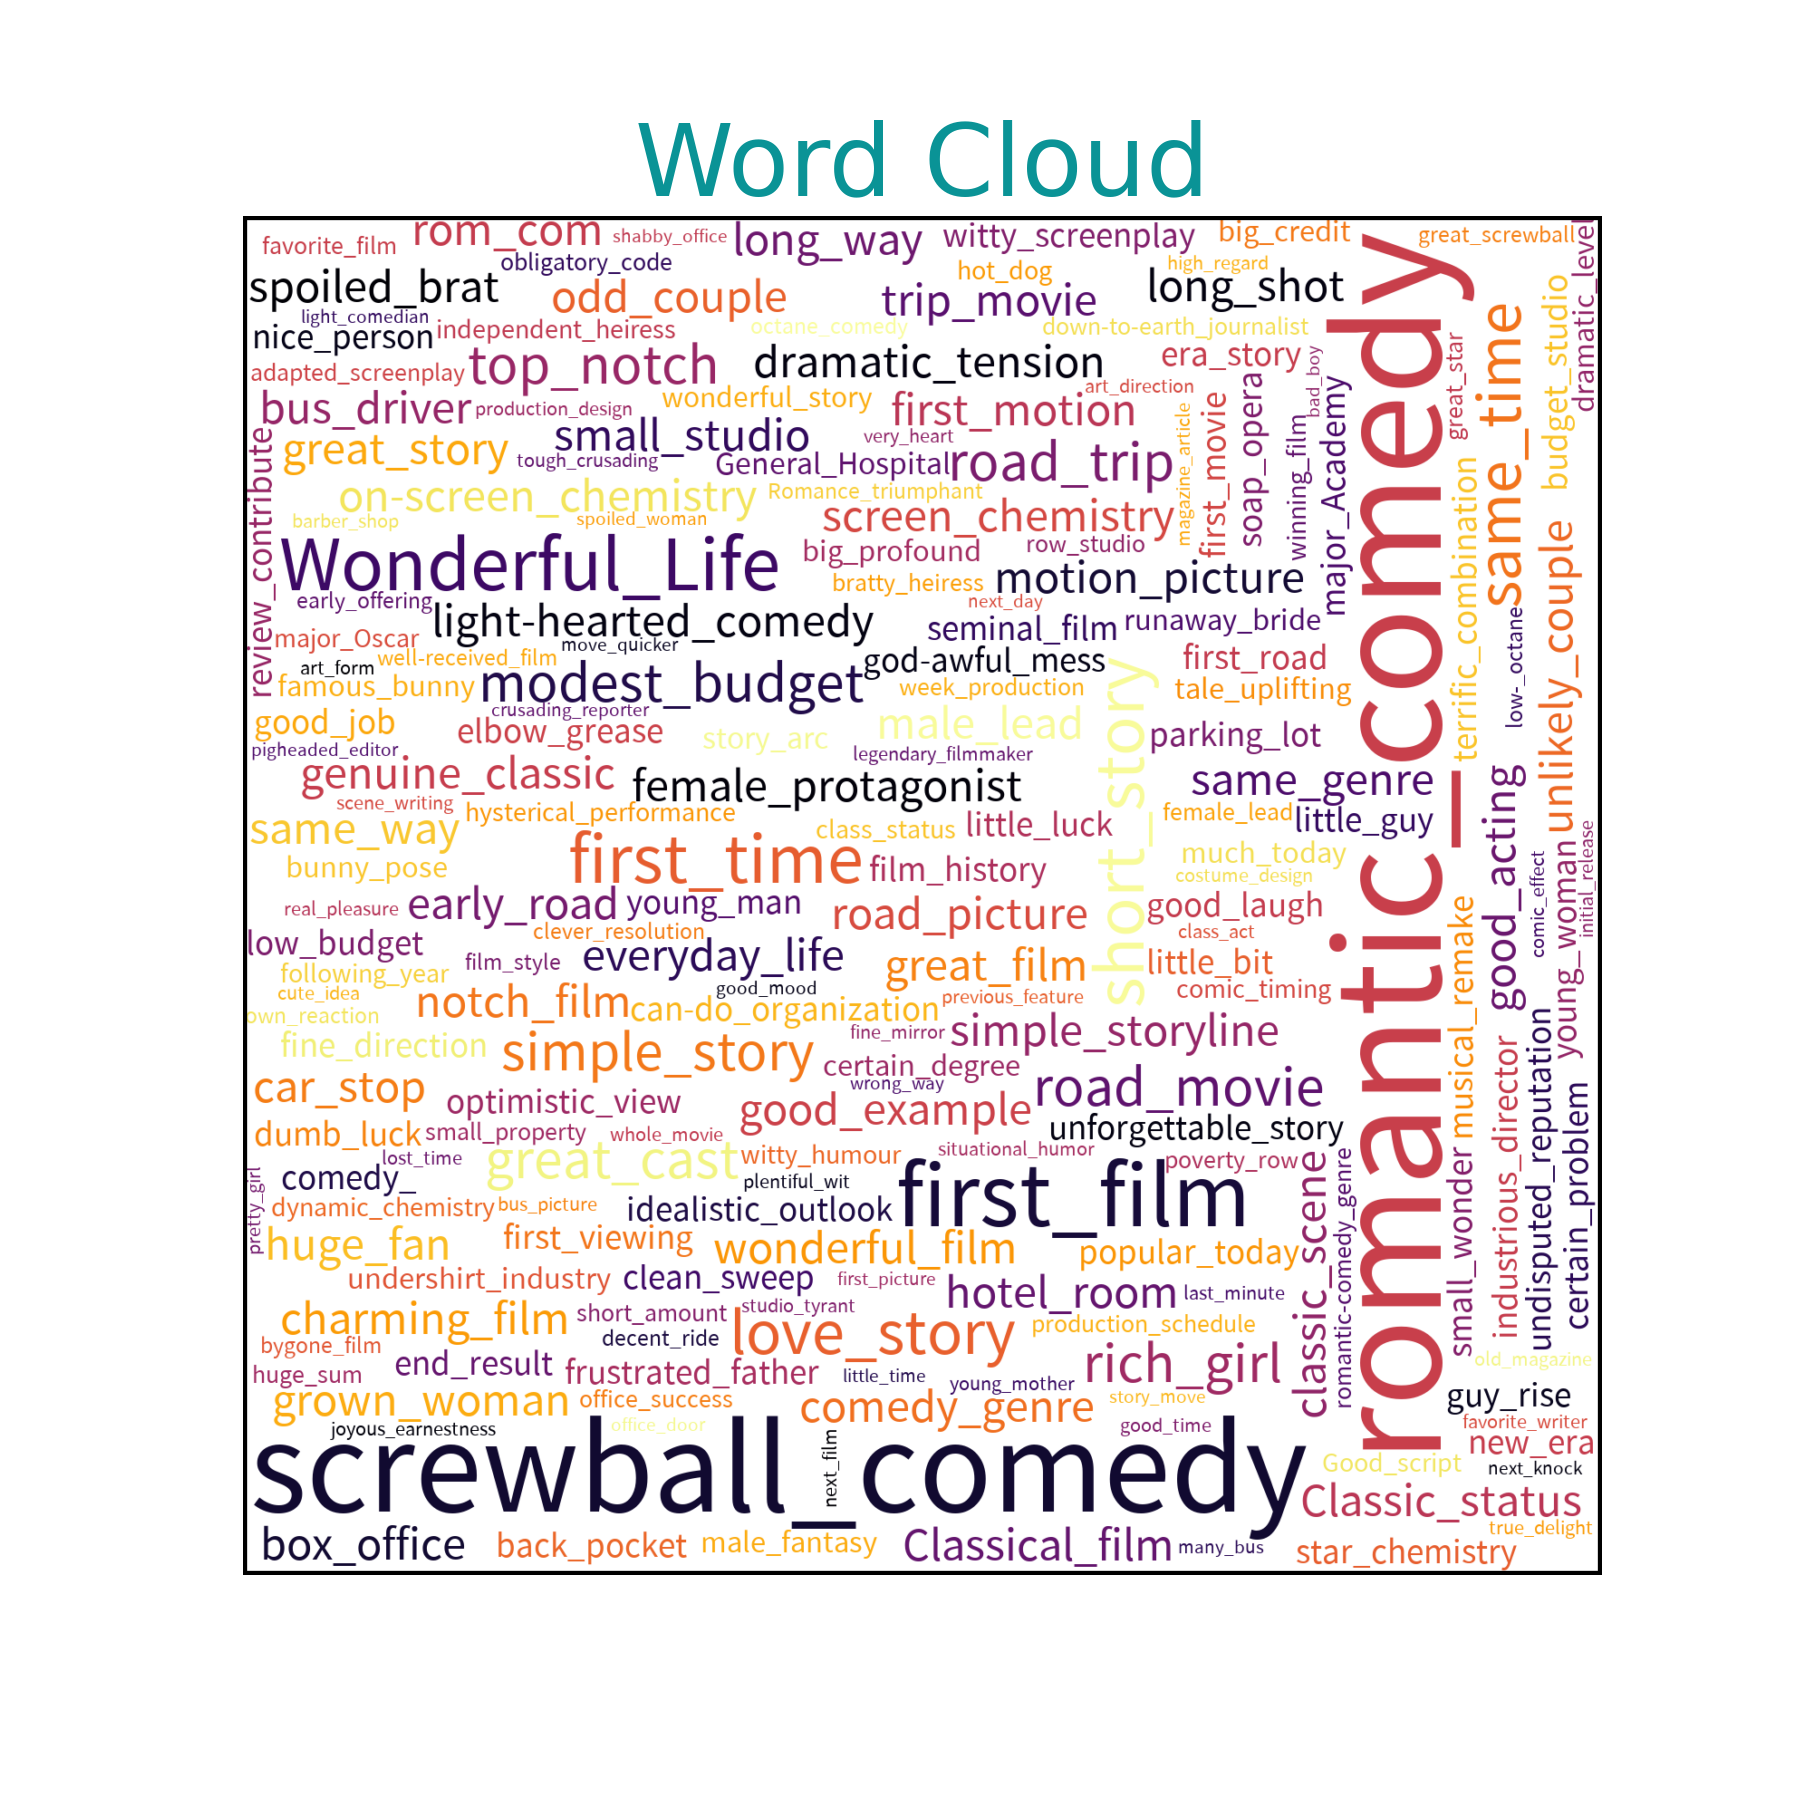 Word Cloud
favorite_film rom_com shabby_office long_way witty_screenplay big_credit great_screwball
obligatory_code hot_dog high_regard dramatic_level
spoiled_brat odd_couple trip_movie long_shot budget_studio
light_comedian
nice_person independent_heiress octane_comedy down-to-earth_journalist
adapted_screenplay top_notch dramatic_tension era_story great_star same_time
bus_driver production_design wonderful_story first_motion art_direction bad_boy
great_story small_studio very_heart magazine_article first_movie soap_opera winning_film major_Academy
tough_crusading General_Hospital road_trip
on-screen_chemistry Romance_triumphant
barber_shop spoiled_woman screen_chemistry
review_contribute Wonderful_Life big_profound row_studio terrific_combination unlikely_couple
bratty_heiress motion_picture
early_offering light-hearted_comedy next_day
seminal_film runaway_bride
major_Oscar move_quicker low-_octane
art_form well-received_film god-awful_mess first_road
famous_bunny modest_budget week_production tale_uplifting
crusading_reporter
good_job elbow_grease story_arc male_lead short_story parking_lot
pigheaded_editor legendary_filmmaker
genuine_classic female_protagonist same_genre romantic_comedy
scene_writing hysterical_performance
same_way class_status little_luck female_lead little_guy good_acting
bunny_pose first_time film_history much_today comic_effect initial_release
costume_design
real_pleasure early_road young_man road_picture good_laugh young_woman
low_budget clever_resolution class_act
film_style everyday_life great_film little_bit musical_remake
following_year good_mood
cute_idea notch_film can-do_organization previous_feature comic_timing
own_reaction
fine_direction simple_story fine_mirror simple_storyline
certain_degree
car_stop optimistic_view wrong_way road_movie industrious_director undisputed_reputation
good_example
dumb_luck small_property whole_movie unforgettable_story certain_problem
lost_time great_cast witty_humour situational_humor poverty_row
pretty_girl comedy_ plentiful_wit small_wonder
dynamic_chemistry bus_picture idealistic_outlook first_film classic_scene romantic-comedy_genre
huge_fan first_viewing wonderful_film popular_today
undershirt_industry clean_sweep first_picture hotel_room last_minute
charming_film short_amount studio_tyrant
bygone_film decent_ride love_story production_schedule
huge_sum end_result frustrated_father little_time rich_girl old_magazine
young_mother
grown_woman office_success comedy_genre story_move guy_rise
joyous_earnestness office_door good_time favorite_writer
new_era
screwball_comedy next_film Good_script next_knock
Classic_status
box_office back_pocket male_fantasy Classical_film many_bus star_chemistry true_delight